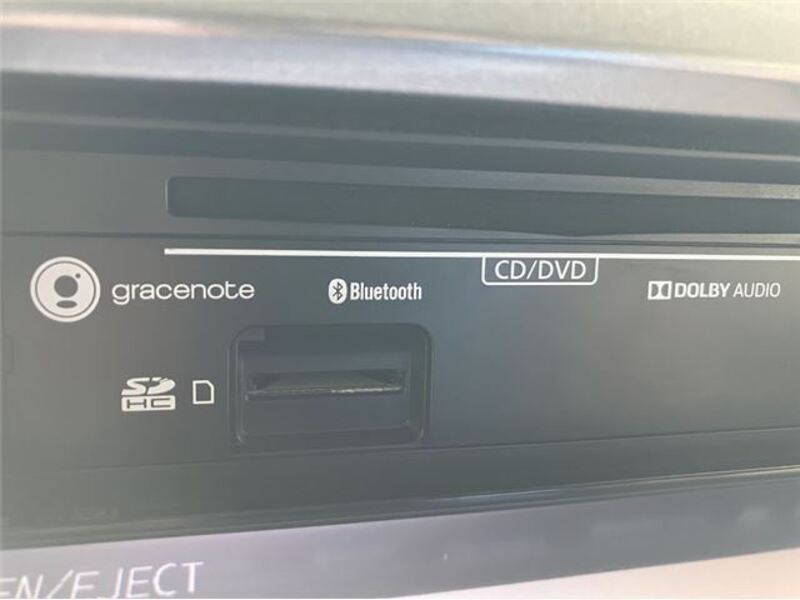 gracenote
Bluetooth
CD/DVD
DOLBY AUDIO
SD
HC
EN/EJECT